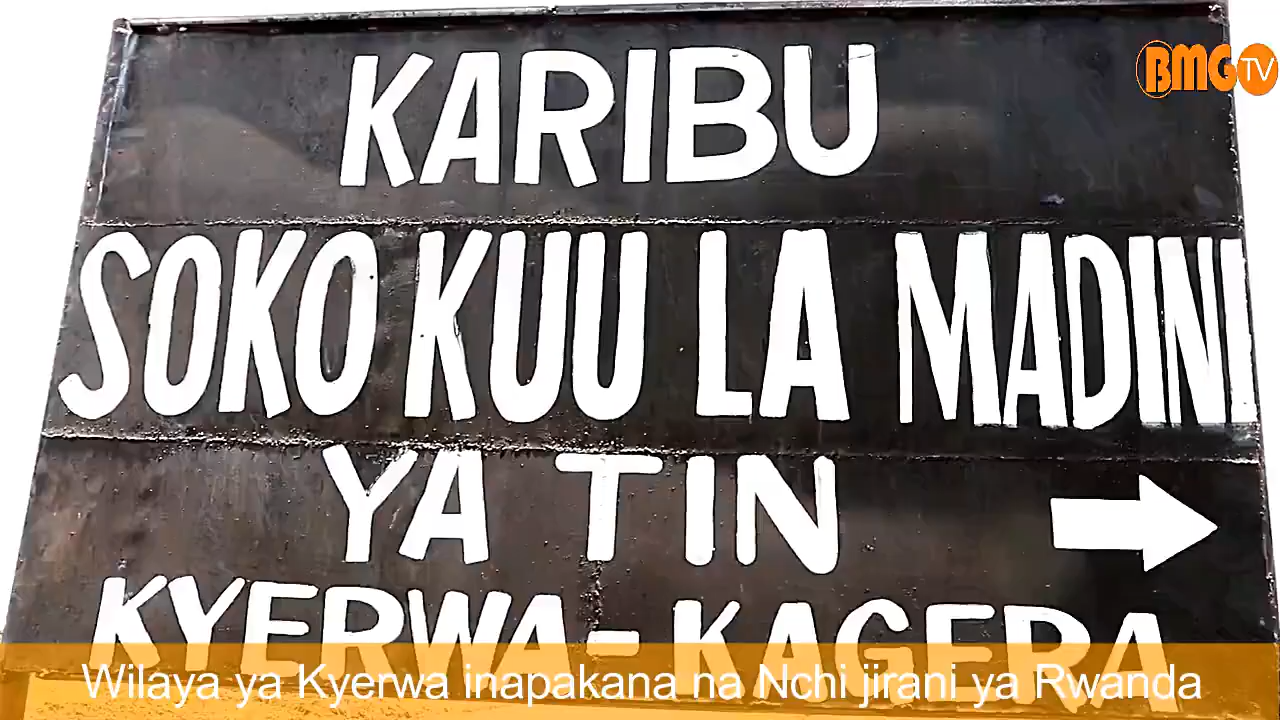 KARIBU
BMG TV
SOKO KUU LA MADINI
YA TIN
KYERWA - KAGERA
Wilaya ya Kyerwa inapakana na Nchi jirani ya Rwanda